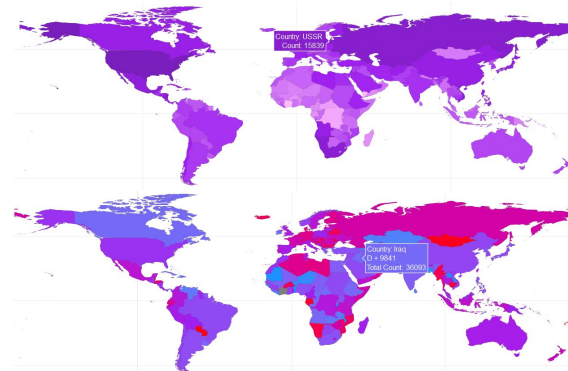 Country: USSR
Count: 15839
Country: Iraq
D + 9841
Total Count: 36093